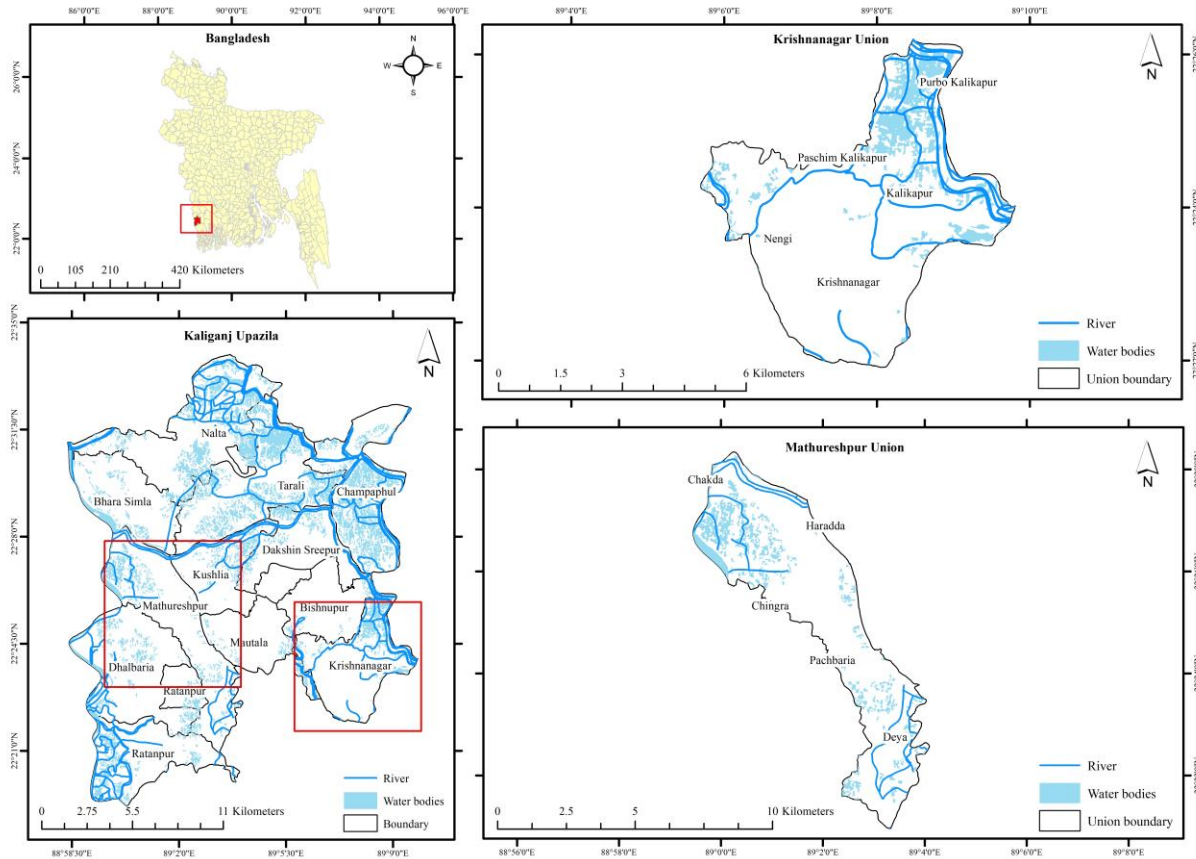 86°0'0"E 88°0'0"E 90°0'0"E 92°0'0"E 94°0'0"E 96°0'0"E
Bangladesh
N
W E
S
26°0'0"N
24°0'0"N
22°0'0"N
0 105 210 420 Kilometers
89°4'0"E 89°6'0"E 89°8'0"E 89°10'0"E
Krishnanagar Union
N
Purbo Kalikapur
Paschim Kalikapur
Kalikapur
Nengi
Krishnanagar
River
Water bodies
Union boundary
0 1.5 3 6 Kilometers
Kaliganj Upazila
N
22°35'0"N
22°31'30"N
22°28'0"N
22°24'30"N
22°21'0"N
Nalta
Tarali
Bhara Simla
Champaphul
Dakshin Sreepur
Kushlia
Mathureshpur
Bishnupur
Mautala
Dhalbaria
Krishnanagar
Ratanpur
Ratanpur
River
Water bodies
Boundary
0 2.75 5.5 11 Kilometers
88°58'30"E 89°2'0"E 89°5'30"E 89°9'0"E
Mathureshpur Union
N
Chakda
Haradda
Chingra
Pachbaria
Deya
River
Water bodies
Union boundary
0 2.5 5 10 Kilometers
88°56'0"E 88°58'0"E 89°0'0"E 89°2'0"E 89°4'0"E 89°6'0"E 89°8'0"E